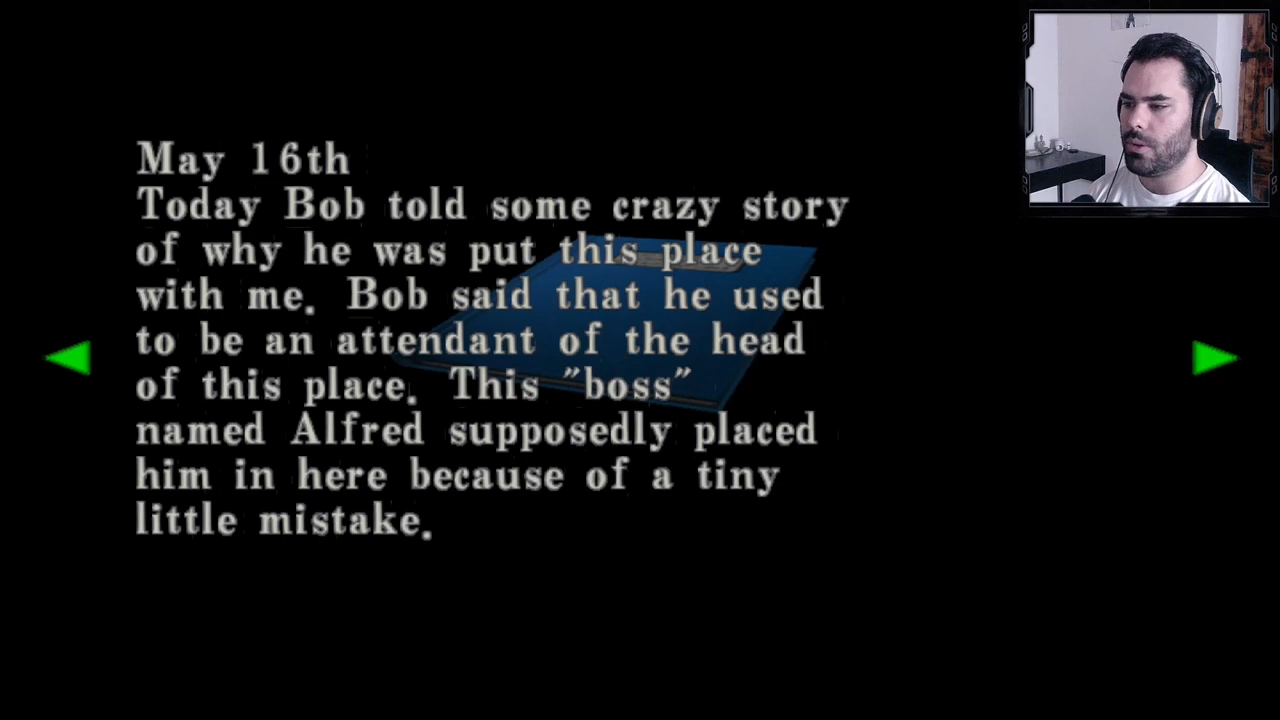 May 16th
Today Bob told some crazy story
of why he was put this place
with me. Bob said that he used
to be an attendant of the head
of this place. This "boss"
named Alfred supposedly placed
him in here because of a tiny
little mistake.